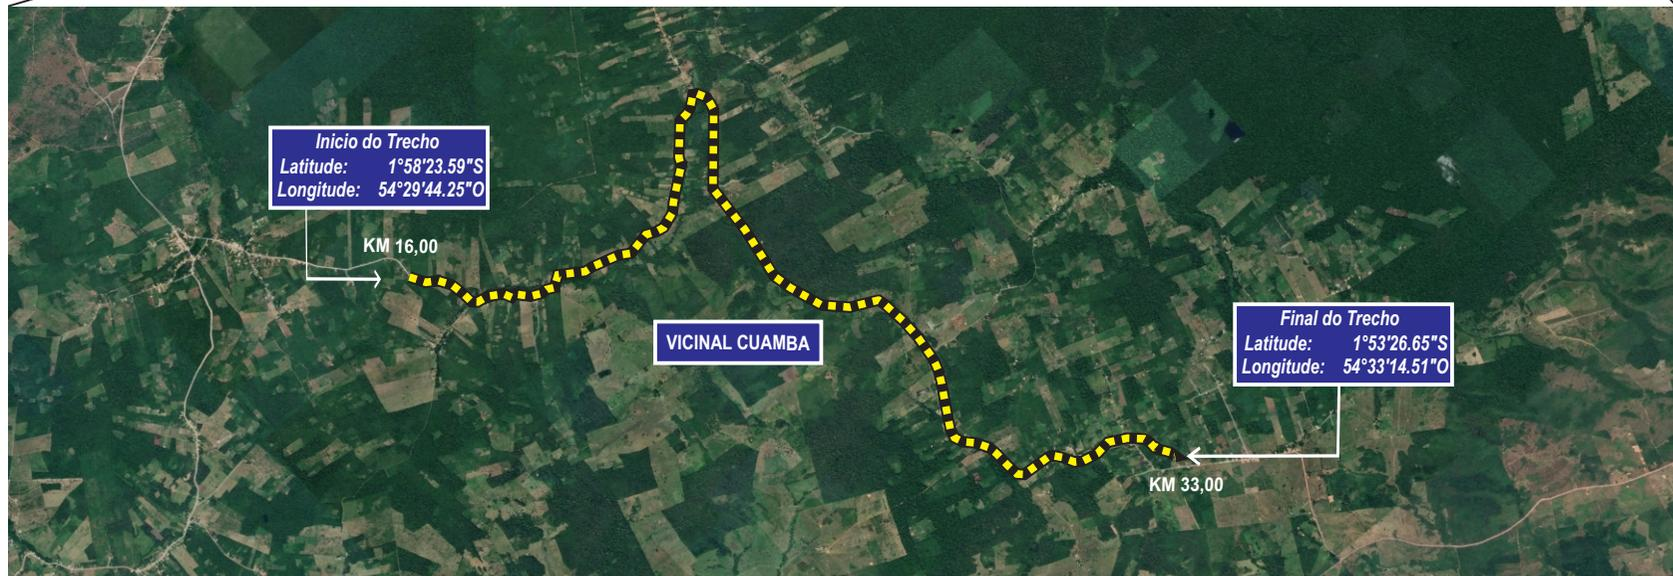 Inicio do Trecho
Latitude: 1°58'23.59"S
Longitude: 54°29'44.25"O
KM 16,00
VICINAL CUAMBA
Final do Trecho
Latitude: 1°53'26.65"S
Longitude: 54°33'14.51"O
KM 33,00